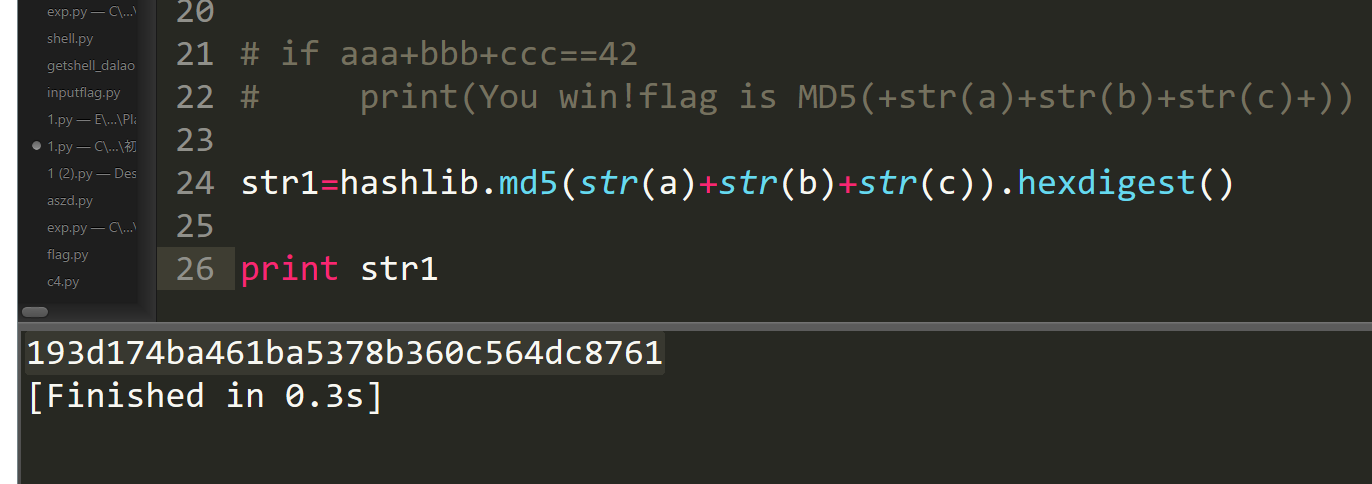 exp.py — C\...\
shell.py
getshell_dalao
inputflag.py
1.py — E\...\Pla
1.py — C\...\初
1 (2).py — Des
aszd.py
exp.py — C\...\
flag.py
c4.py
20
21 # if aaa+bbb+ccc==42
22 #     print(You win!flag is MD5(+str(a)+str(b)+str(c)+))
23
24 str1=hashlib.md5(str(a)+str(b)+str(c)).hexdigest()
25
26 print str1
193d174ba461ba5378b360c564dc8761
[Finished in 0.3s]